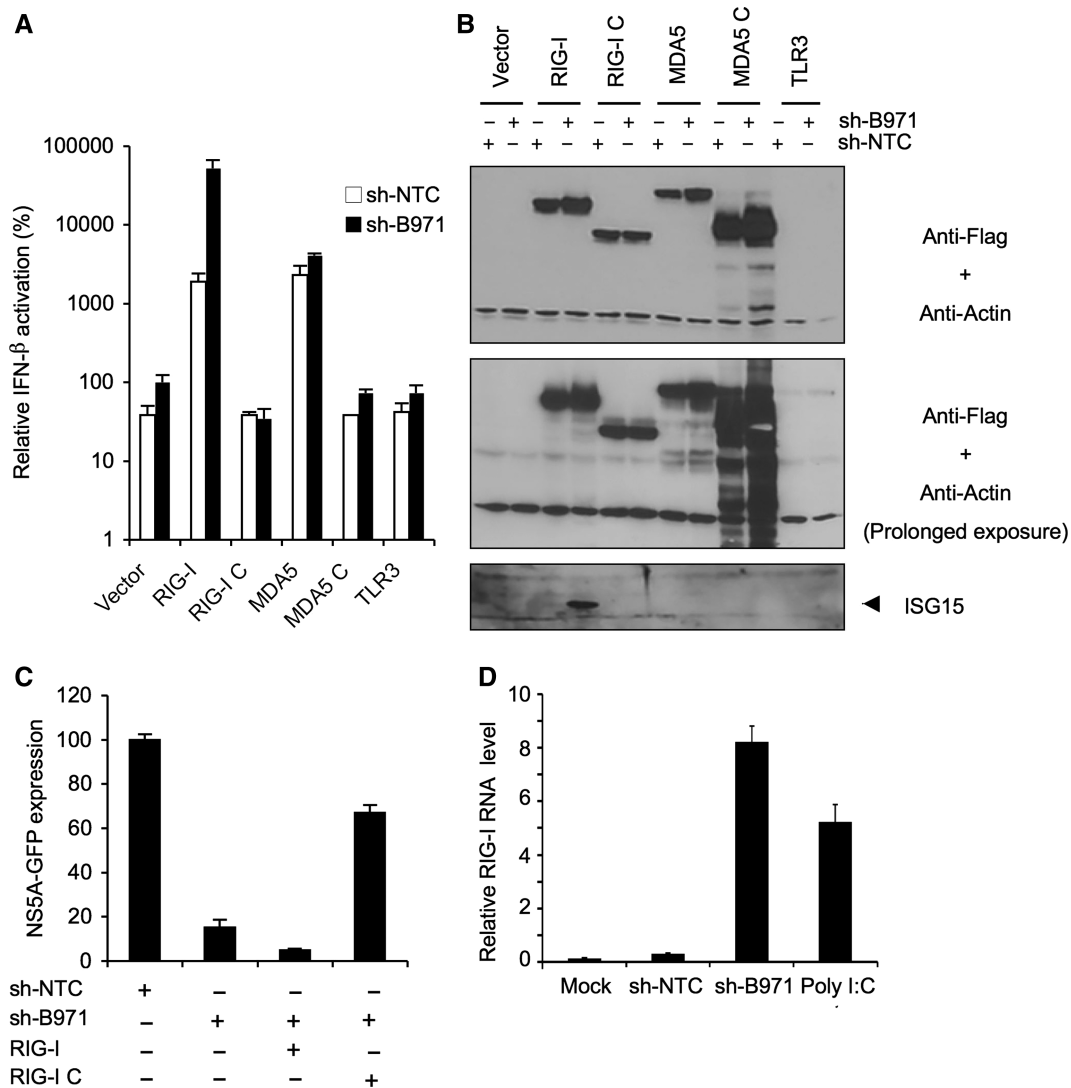 A
Relative IFN-β activation (%)
100000
10000
1000
100
10
1
sh-NTC
sh-B971
Vector
RIG-I
RIG-I C
MDA5
MDA5 C
TLR3
B
Vector
RIG-I
RIG-I C
MDA5
MDA5 C
TLR3
– + – + – + – + – + – + sh-B971
+ – + – + – + – + – + – sh-NTC
Anti-Flag
+
Anti-Actin
Anti-Flag
+
Anti-Actin
(Prolonged exposure)
ISG15
C
NS5A-GFP expression
120
100
80
60
40
20
0
sh-NTC + – – –
sh-B971 – + + +
RIG-I – – + –
RIG-I C – – – +
D
Relative RIG-I RNA level
10
8
6
4
2
0
Mock sh-NTC sh-B971 Poly I:C